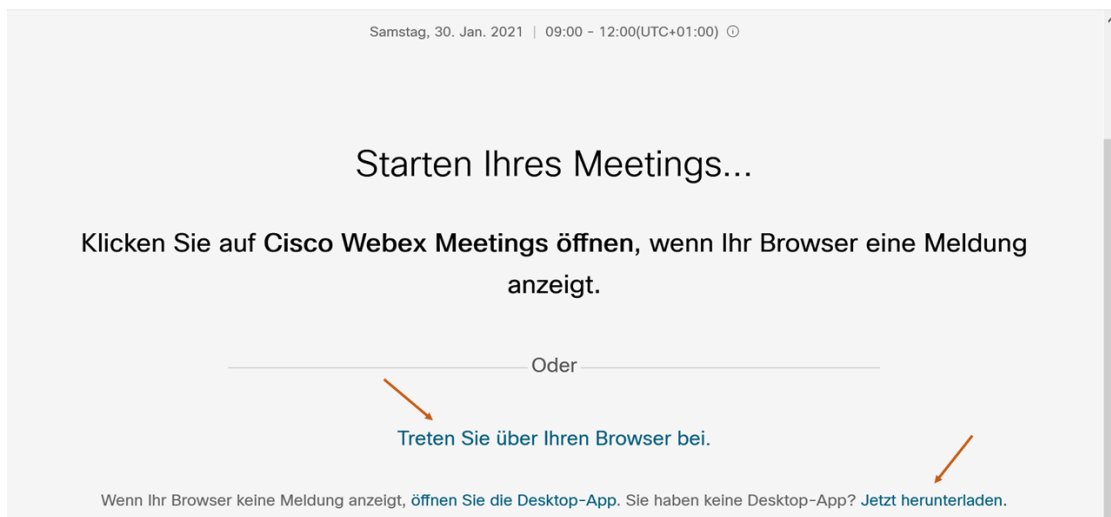 Samstag, 30. Jan. 2021 | 09:00 - 12:00(UTC+01:00)
Starten Ihres Meetings...
Klicken Sie auf Cisco Webex Meetings öffnen, wenn Ihr Browser eine Meldung
anzeigt.
Oder
Treten Sie über Ihren Browser bei.
Wenn Ihr Browser keine Meldung anzeigt, öffnen Sie die Desktop-App. Sie haben keine Desktop-App? Jetzt herunterladen.